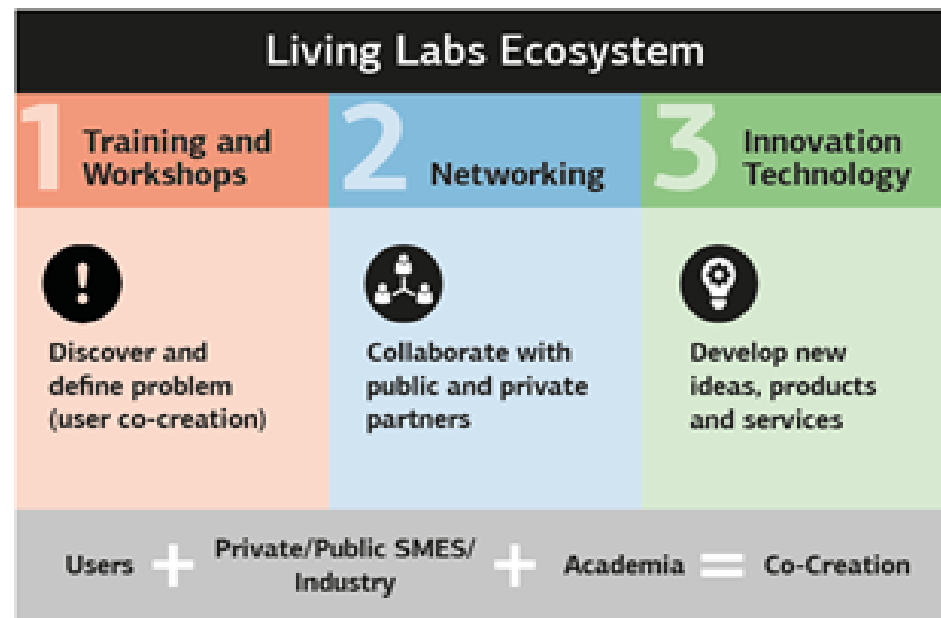 Living Labs Ecosystem
1 Training and
Workshops
2 Networking
3 Innovation
Technology
!
Discover and
define problem
(user co-creation)
Collaborate with
public and private
partners
Develop new
ideas, products
and services
Users + Private/Public SMES/
Industry + Academia = Co-Creation